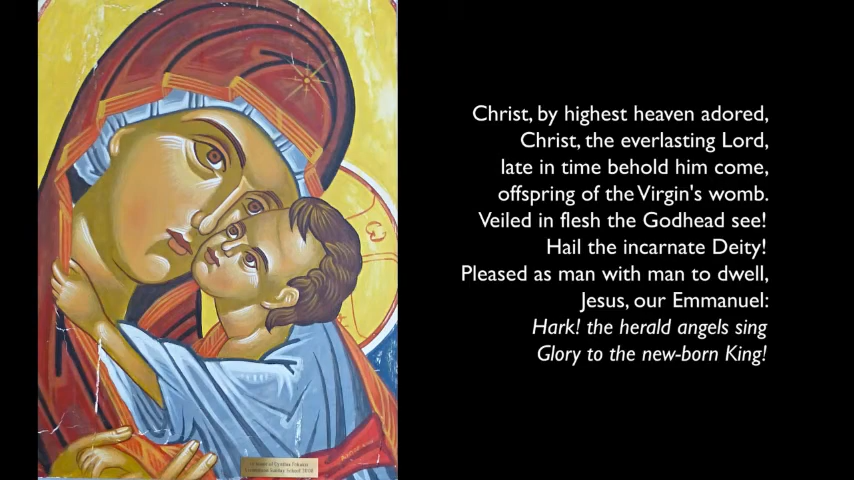 Christ, by highest heaven adored,
Christ, the everlasting Lord,
late in time behold him come,
offspring of the Virgin's womb.
Veiled in flesh the Godhead see!
Hail the incarnate Deity!
Pleased as man with man to dwell,
Jesus, our Emmanuel:
Hark! the herald angels sing
Glory to the new-born King!